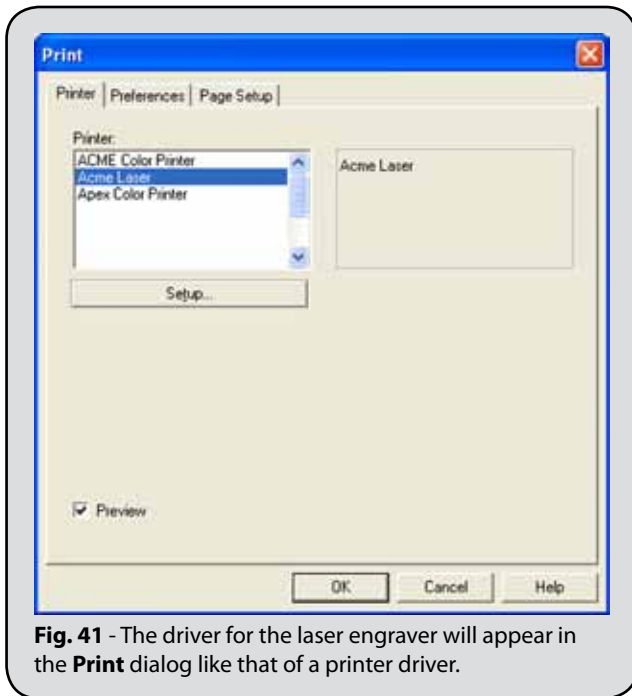 Print
Printer Preferences Page Setup
Printer:
ACME Color Printer
Acme Laser
Apex Color Printer
Acme Laser
Setup...
Preview
OK Cancel Help
Fig. 41 - The driver for the laser engraver will appear in
the Print dialog like that of a printer driver.